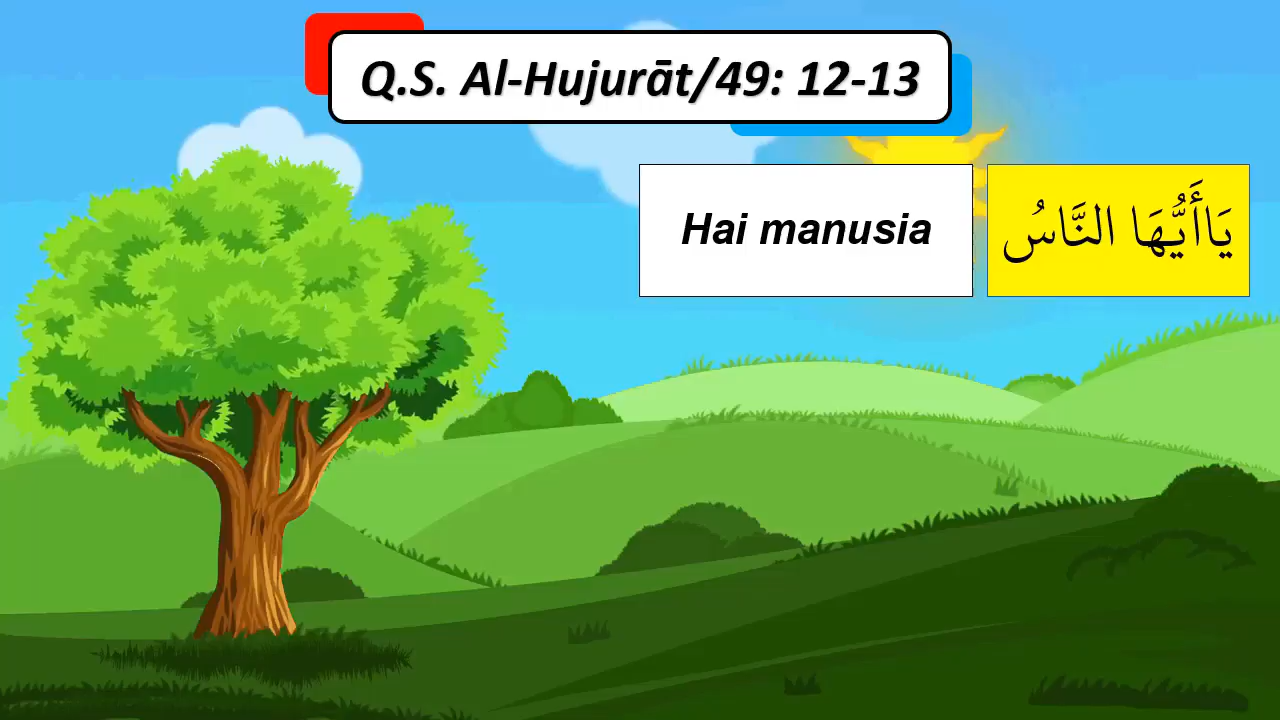 Q.S. Al-Hujurāt/49: 12-13
يَاأَيُّهَا النَّاسُ
Hai manusia